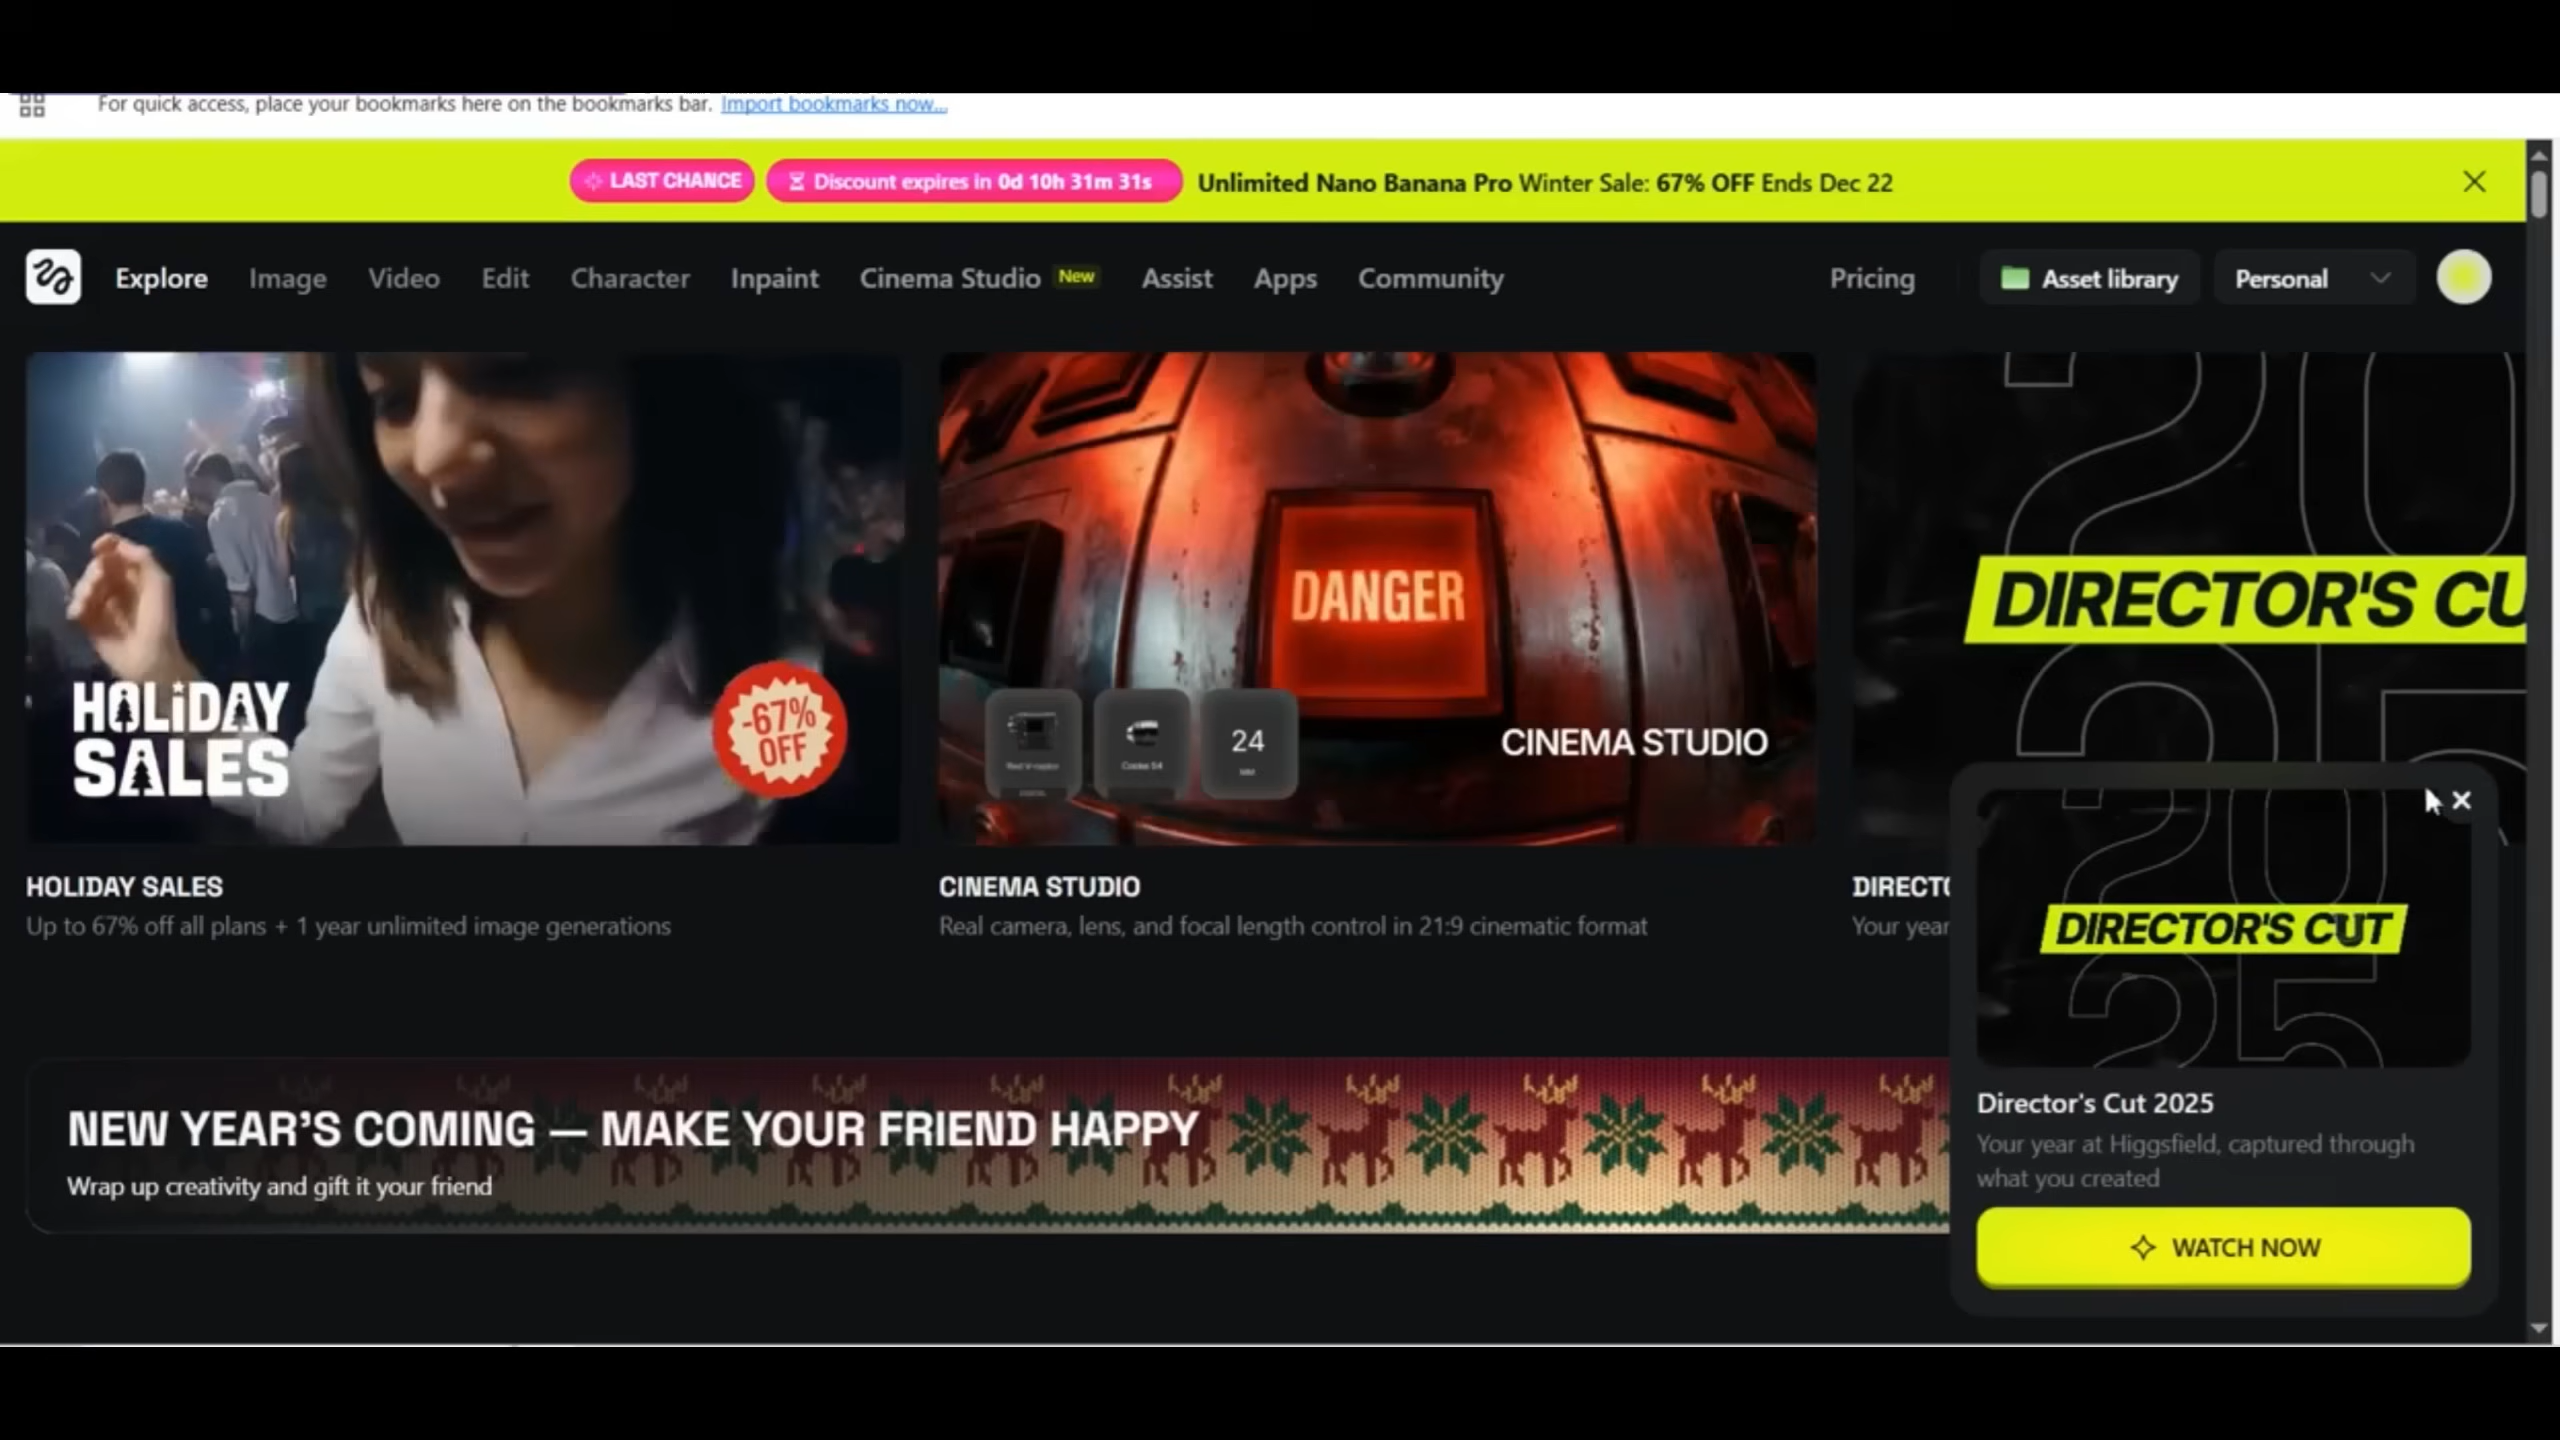 For quick access, place your bookmarks here on the bookmarks bar. Import bookmarks now...
LAST CHANCE
Discount expires in 0d 10h 31m 31s
Unlimited Nano Banana Pro Winter Sale: 67% OFF Ends Dec 22
Explore
Image
Video
Edit
Character
Inpaint
Cinema Studio New
Assist
Apps
Community
Pricing
Asset library
Personal
HOLiDAY
SALES
-67%
OFF
DANGER
24
CINEMA STUDIO
20
DIRECTOR'S CU
25
HOLIDAY SALES
Up to 67% off all plans + 1 year unlimited image generations
CINEMA STUDIO
Real camera, lens, and focal length control in 21:9 cinematic format
DIRECTO
Your year
NEW YEAR'S COMING — MAKE YOUR FRIEND HAPPY
Wrap up creativity and gift it your friend
20
DIRECTOR'S CUT
25
Director's Cut 2025
Your year at Higgsfield, captured through
what you created
WATCH NOW